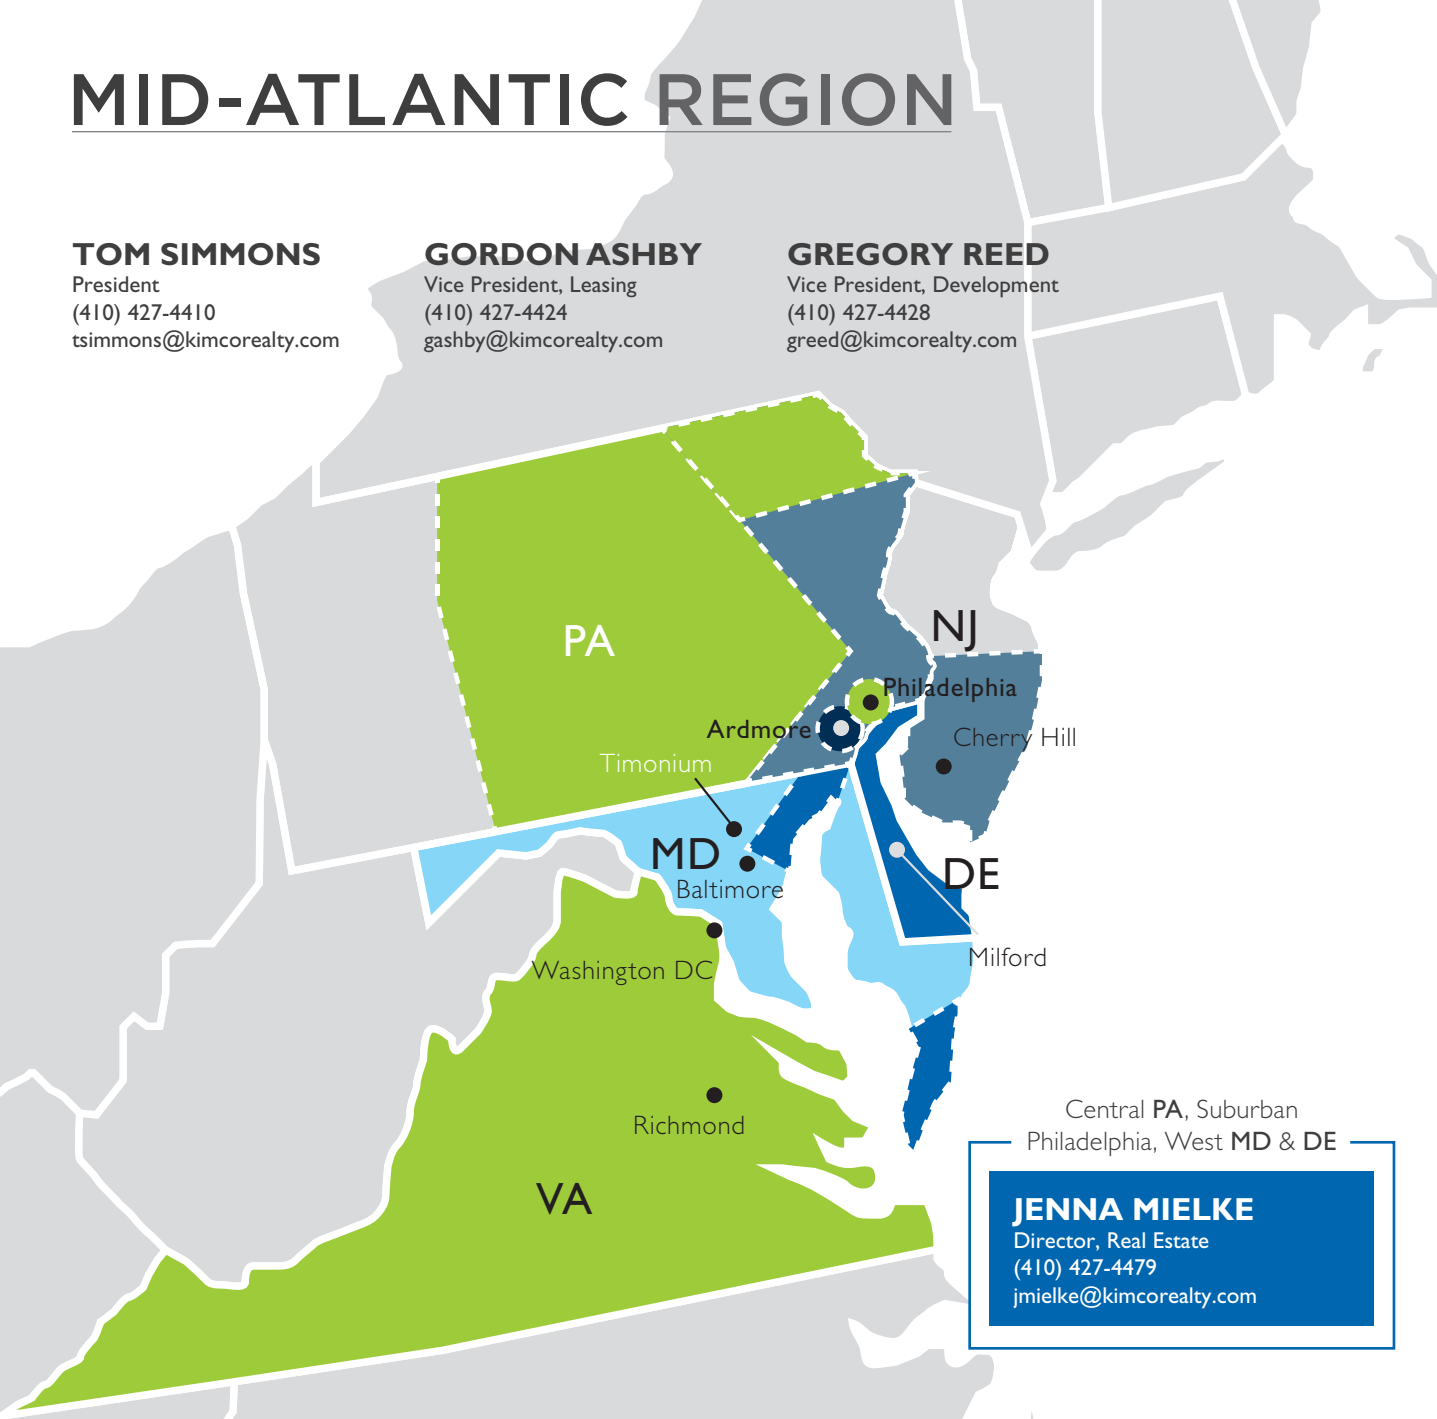 MID-ATLANTIC REGION
TOM SIMMONS
President
(410) 427-4410
tsimmons@kimcorealty.com
GORDON ASHBY
Vice President, Leasing
(410) 427-4424
gashby@kimcorealty.com
GREGORY REED
Vice President, Development
(410) 427-4428
greed@kimcorealty.com
PA
NJ
Philadelphia
Ardmore
Cherry Hill
Timonium
MD
Baltimore
DE
Washington DC
Milford
Richmond
VA
Central PA, Suburban
Philadelphia, West MD & DE
JENNA MIELKE
Director, Real Estate
(410) 427-4479
jmielke@kimcorealty.com